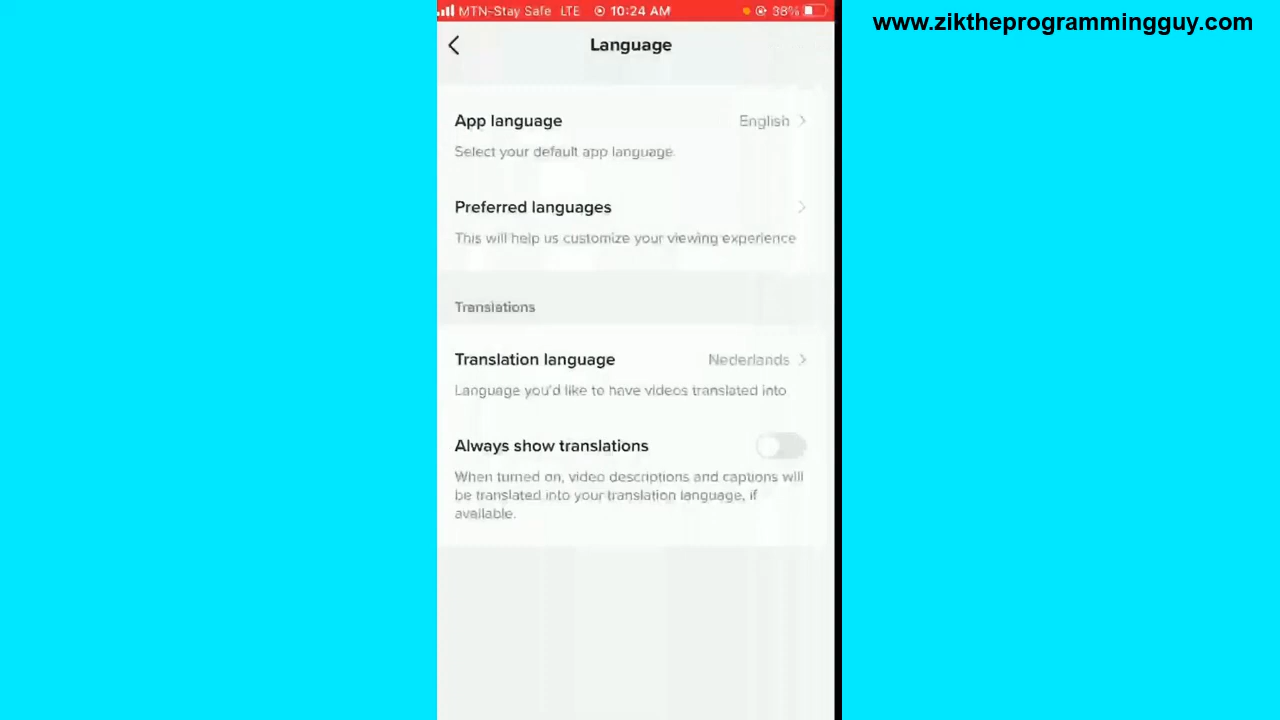 MTN-Stay Safe LTE 10:24 AM 38%
www.ziktheprogrammingguy.com
Language
App language English
Select your default app language.
Preferred languages
This will help us customize your viewing experience
Translations
Translation language Nederlands
Language you'd like to have videos translated into
Always show translations
When turned on, video descriptions and captions will
be translated into your translation language, if
available.